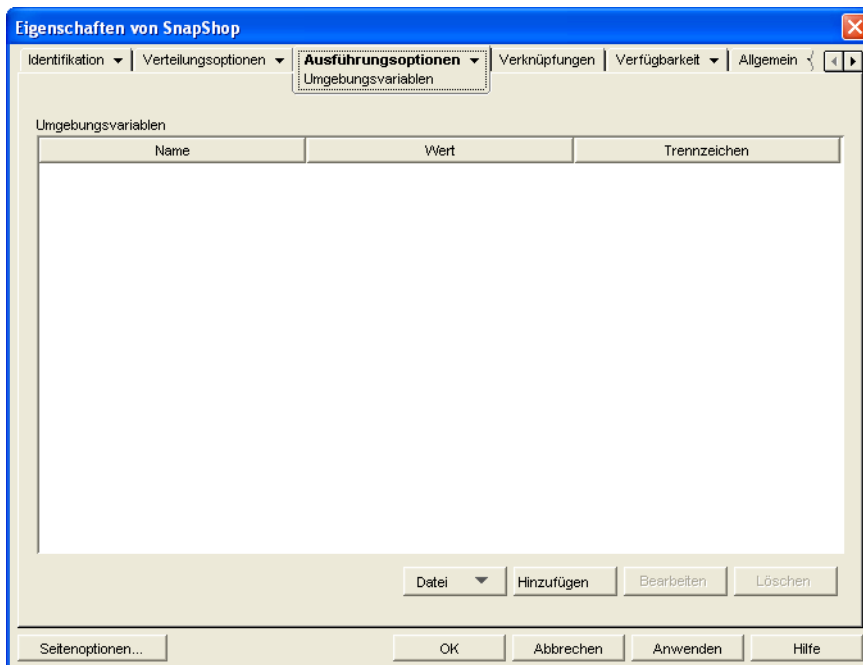 Eigenschaften von SnapShop
Identifikation Verteilungsoptionen Ausführungsoptionen Verknüpfungen Verfügbarkeit Allgemein
Umgebungsvariablen
Umgebungsvariablen
Name Wert Trennzeichen
Datei Hinzufügen Bearbeiten Löschen
Seitenoptionen... OK Abbrechen Anwenden Hilfe